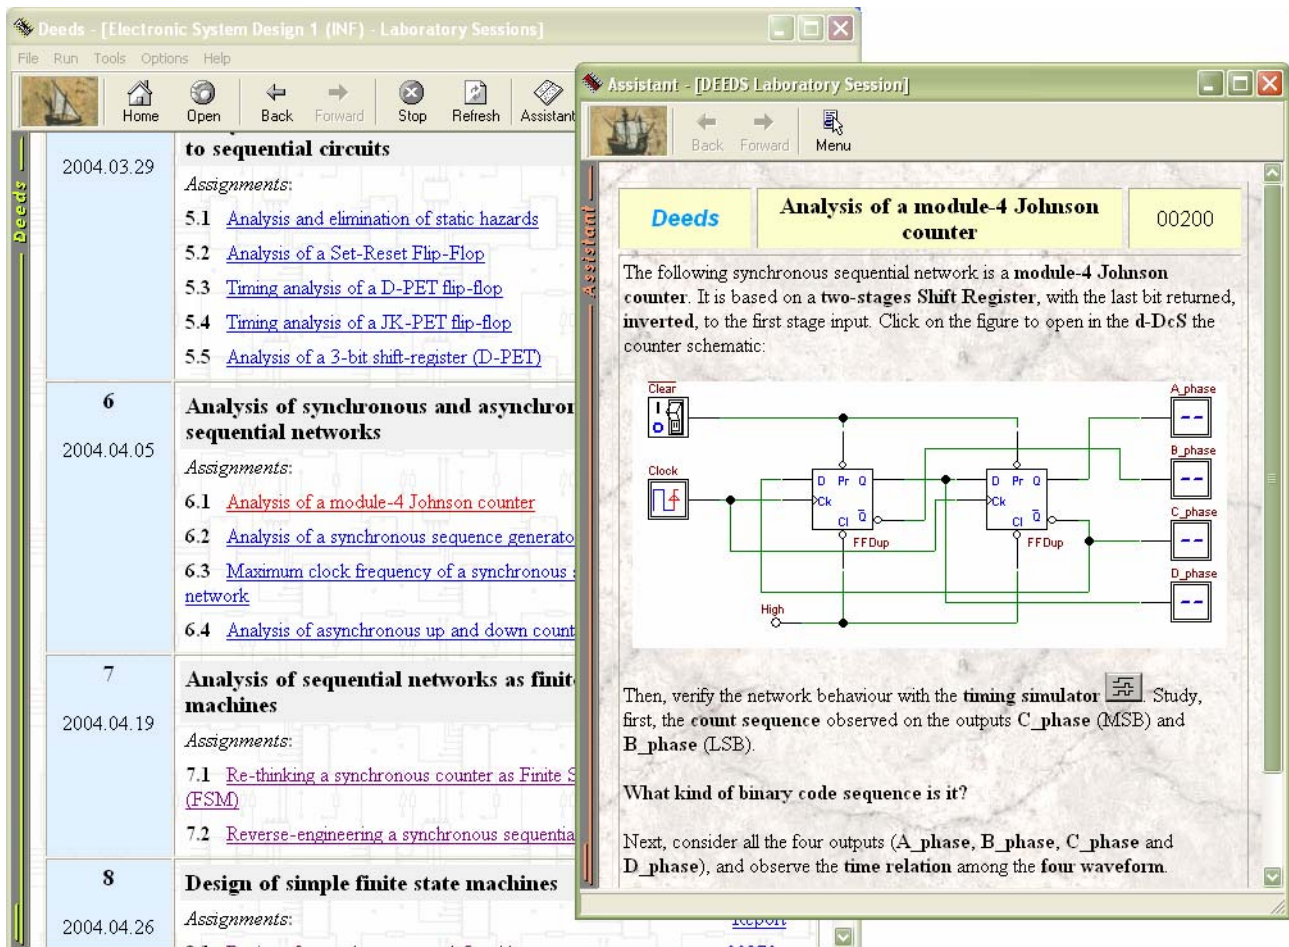 Deeds - [Electronic System Design 1 (INF) - Laboratory Sessions]
File Run Tools Options Help
Home Open Back Forward Stop Refresh Assistant
Deeds
2004.03.29
to sequential circuits
Assignments:
5.1 Analysis and elimination of static hazards
5.2 Analysis of a Set-Reset Flip-Flop
5.3 Timing analysis of a D-PET flip-flop
5.4 Timing analysis of a JK-PET flip-flop
5.5 Analysis of a 3-bit shift-register (D-PET)
6
2004.04.05
Analysis of synchronous and asynchron
sequential networks
Assignments:
6.1 Analysis of a module-4 Johnson counter
6.2 Analysis of a synchronous sequence generato
6.3 Maximum clock frequency of a synchronous s
network
6.4 Analysis of asynchronous up and down count
7
2004.04.19
Analysis of sequential networks as finit
machines
Assignments:
7.1 Re-thinking a synchronous counter as Finite S
(FSM)
7.2 Reverse-engineering a synchronous sequentia
8
2004.04.26
Design of simple finite state machines
Assignments:
Report
Assistant - [DEEDS Laboratory Session]
Back Forward Menu
Assistant
Deeds
Analysis of a module-4 Johnson
counter
00200
The following synchronous sequential network is a module-4 Johnson
counter. It is based on a two-stages Shift Register, with the last bit returned,
inverted, to the first stage input. Click on the figure to open in the d-DcS the
counter schematic:
Clear
1
0
Clock
D Pr Q
Ck
Cl Q
FFDup
D Pr Q
Ck
Cl Q
FFDup
High
A_phase
--
B_phase
--
C_phase
--
D_phase
--
Then, verify the network behaviour with the timing simulator . Study,
first, the count sequence observed on the outputs C_phase (MSB) and
B_phase (LSB).
What kind of binary code sequence is it?
Next, consider all the four outputs (A_phase, B_phase, C_phase and
D_phase), and observe the time relation among the four waveform.